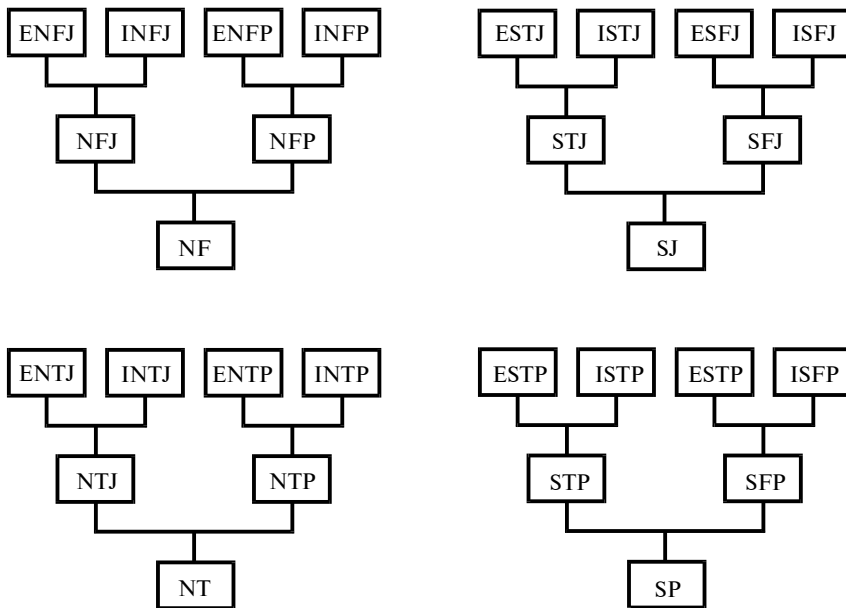 ENFJ INFJ ENFP INFP
NFJ NFP
NF
ESTJ ISTJ ESFJ ISFJ
STJ SFJ
SJ
ENTJ INTJ ENTP INTP
NTJ NTP
NT
ESTP ISTP ESTP ISFP
STP SFP
SP